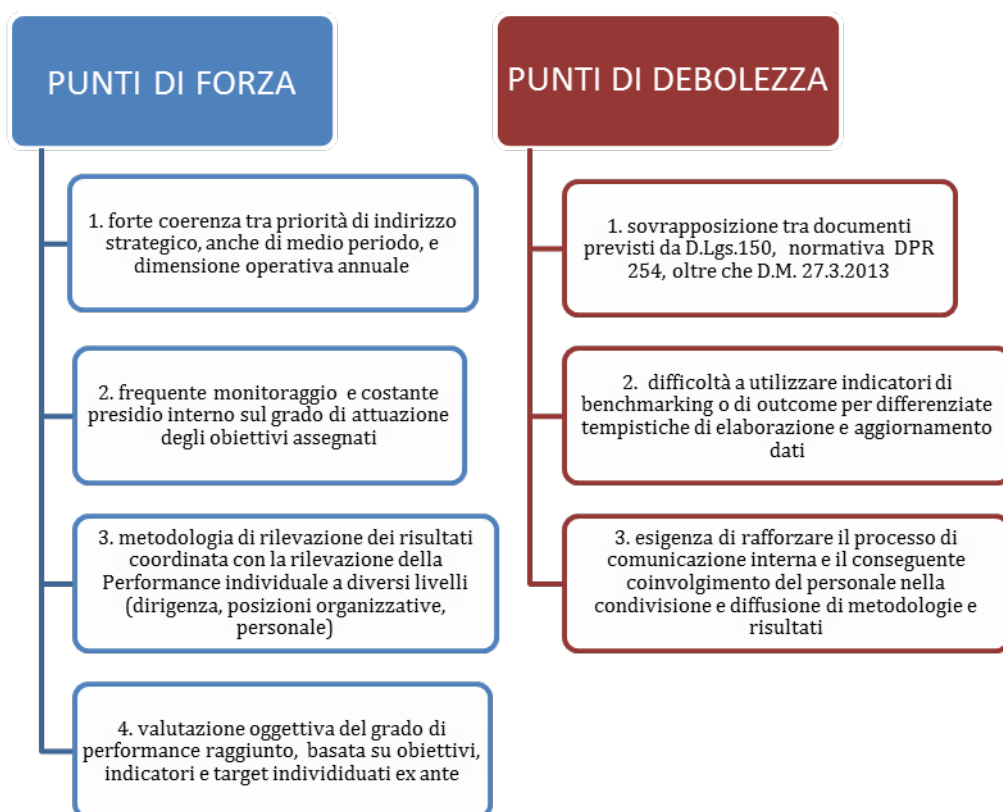 PUNTI DI FORZA
1. forte coerenza tra priorità di indirizzo
strategico, anche di medio periodo, e
dimensione operativa annuale
2. frequente monitoraggio e costante
presidio interno sul grado di attuazione
degli obiettivi assegnati
3. metodologia di rilevazione dei risultati
coordinata con la rilevazione della
Performance individuale a diversi livelli
(dirigenza, posizioni organizzative,
personale)
4. valutazione oggettiva del grado di
performance raggiunto, basata su obiettivi,
indicatori e target individiduati ex ante
PUNTI DI DEBOLEZZA
1. sovrapposizione tra documenti
previsti da D.Lgs.150, normativa DPR
254, oltre che D.M. 27.3.2013
2. difficoltà a utilizzare indicatori di
benchmarking o di outcome per differenziate
tempistiche di elaborazione e aggiornamento
dati
3. esigenza di rafforzare il processo di
comunicazione interna e il conseguente
coinvolgimento del personale nella
condivisione e diffusione di metodologie e
risultati